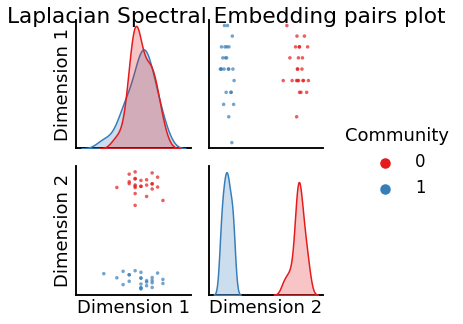 Laplacian Spectral Embedding pairs plot
Dimension 1
Community
0
1
Dimension 2
Dimension 1
Dimension 2